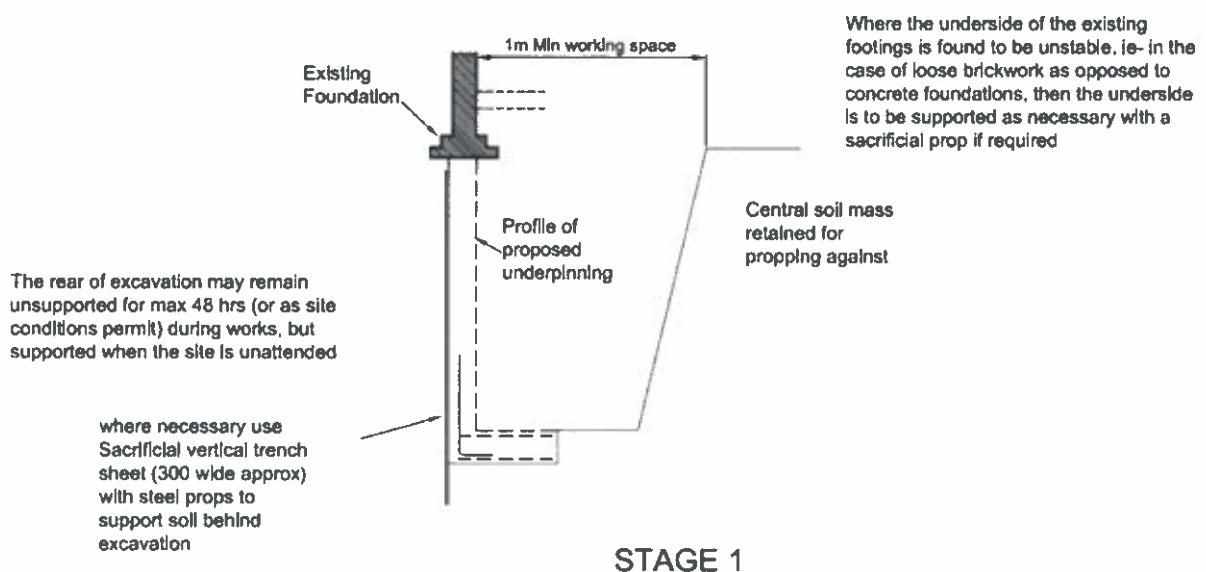 1m Min working space
Existing
Foundation
Where the underside of the existing
footings is found to be unstable, ie- in the
case of loose brickwork as opposed to
concrete foundations, then the underside
is to be supported as necessary with a
sacrificial prop if required
Profile of
proposed
underpinning
Central soil mass
retained for
propping against
The rear of excavation may remain
unsupported for max 48 hrs (or as site
conditions permit) during works, but
supported when the site is unattended
where necessary use
Sacrificial vertical trench
sheet (300 wide approx)
with steel props to
support soil behind
excavation
STAGE 1